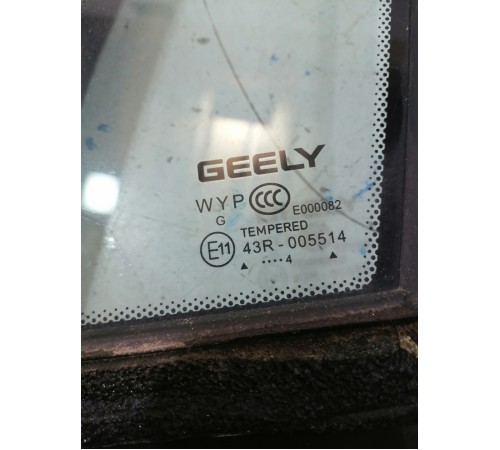 GEELY
WYP CCC E000082
G
TEMPERED
E11 43R-005514
▲ ····4 ▲